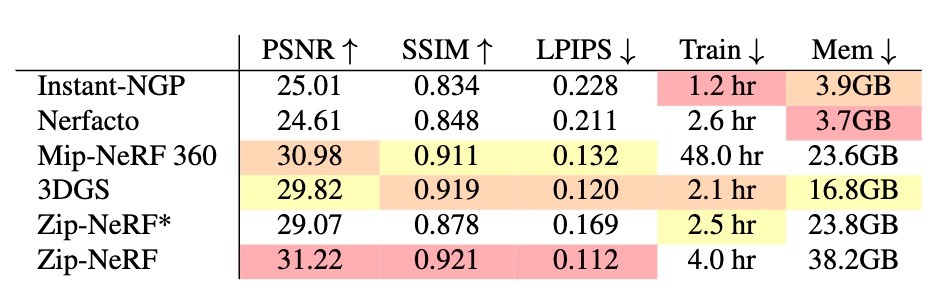 PSNR ↑ SSIM ↑ LPIPS ↓ Train ↓ Mem ↓
Instant-NGP 25.01 0.834 0.228 1.2 hr 3.9GB
Nerfacto 24.61 0.848 0.211 2.6 hr 3.7GB
Mip-NeRF 360 30.98 0.911 0.132 48.0 hr 23.6GB
3DGS 29.82 0.919 0.120 2.1 hr 16.8GB
Zip-NeRF* 29.07 0.878 0.169 2.5 hr 23.8GB
Zip-NeRF 31.22 0.921 0.112 4.0 hr 38.2GB